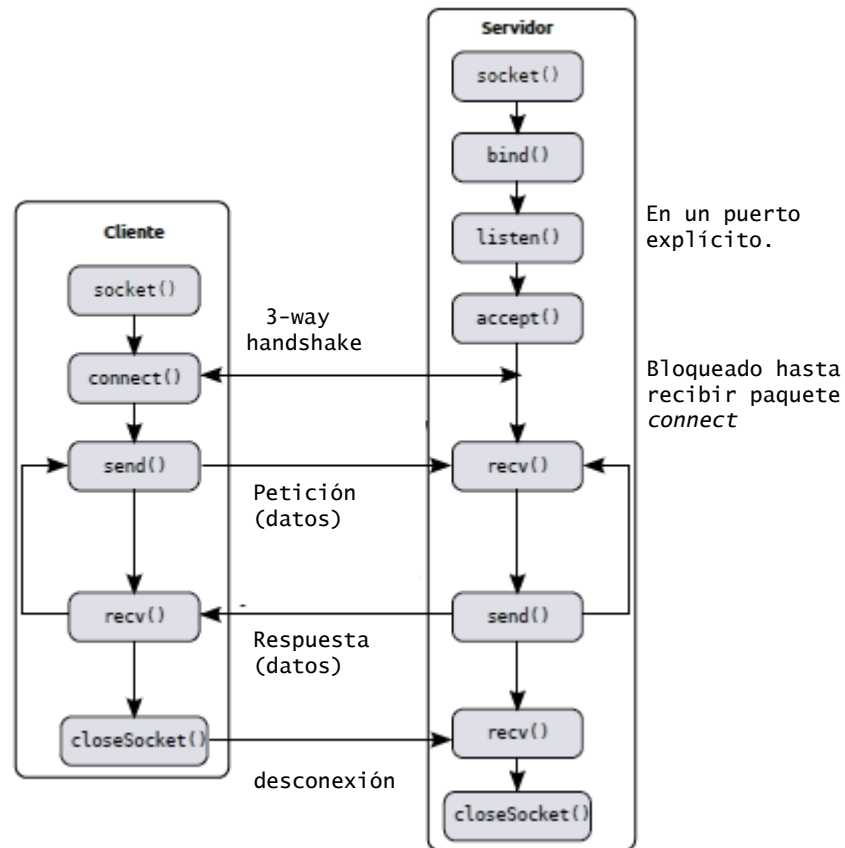 Servidor
socket()
bind()
listen()
accept()
recv()
send()
recv()
closeSocket()
En un puerto
explícito.
Bloqueado hasta
recibir paquete
connect
Cliente
socket()
connect()
send()
recv()
closeSocket()
3-way
handshake
Petición
(datos)
Respuesta
(datos)
desconexión